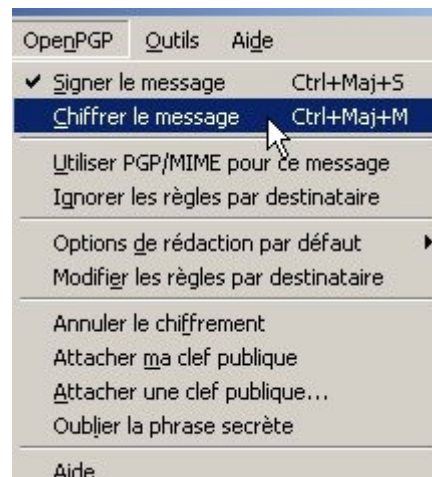 OpenPGP Outils Aide
Signer le message Ctrl+Maj+S
Chiffrer le message Ctrl+Maj+M
Utiliser PGP/MIME pour ce message
Ignorer les règles par destinataire
Options de rédaction par défaut
Modifier les règles par destinataire
Annuler le chiffrement
Attacher ma clef publique
Attacher une clef publique...
Oublier la phrase secrète
Aide